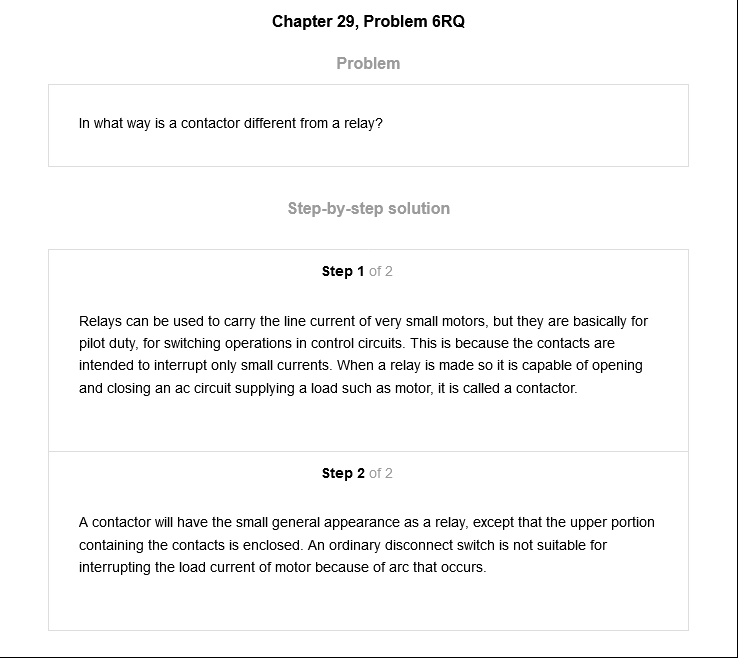 Chapter 29, Problem 6RQ
Problem
In what way is a contactor different from a relay?
Step-by-step solution
Step 1 of 2
Relays can be used to carry the line current of very small motors, but they are basically for
pilot duty, for switching operations in control circuits. This is because the contacts are
intended to interrupt only small currents. When a relay is made so it is capable of opening
and closing an ac circuit supplying a load such as motor, it is called a contactor.
Step 2 of 2
A contactor will have the small general appearance as a relay, except that the upper portion
containing the contacts is enclosed. An ordinary disconnect switch is not suitable for
interrupting the load current of motor because of arc that occurs.